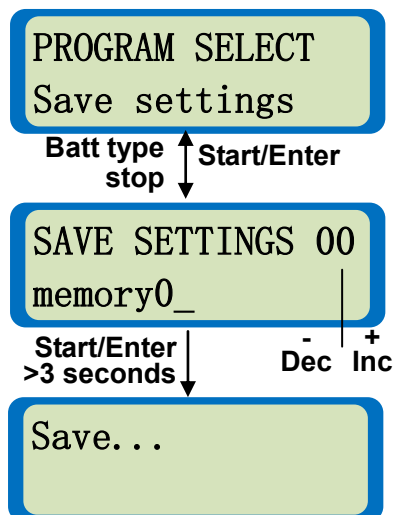 PROGRAM SELECT
Save settings
Batt type
stop
Start/Enter
SAVE SETTINGS 00
memory0_
Start/Enter
>3 seconds
- +
Dec Inc
Save...